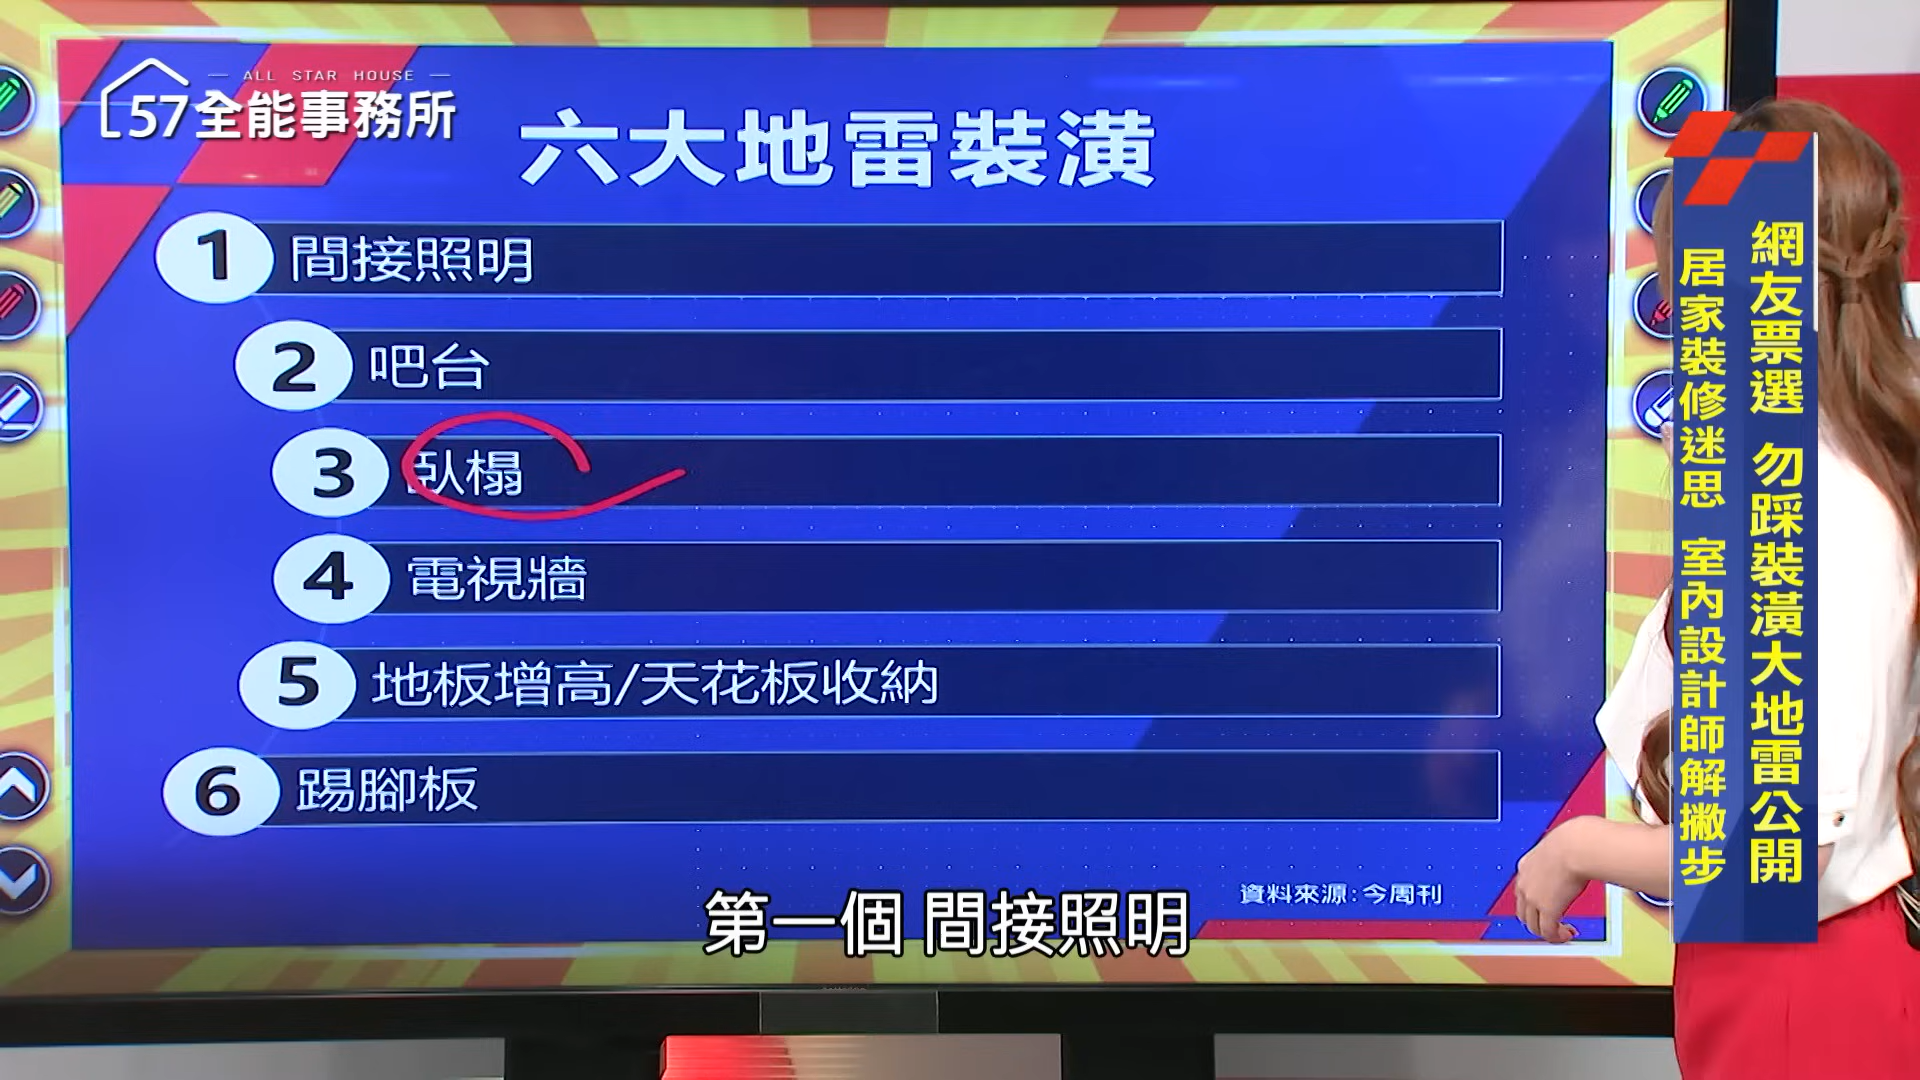 ALL STAR HOUSE
57全能事務所
六大地雷裝潢
1 間接照明
2 吧台
3 臥榻
4 電視牆
5 地板增高/天花板收納
6 踢腳板
資料來源:今周刊
第一個 間接照明
網友票選 勿踩裝潢大地雷公開
居家裝修迷思 室內設計師解撇步